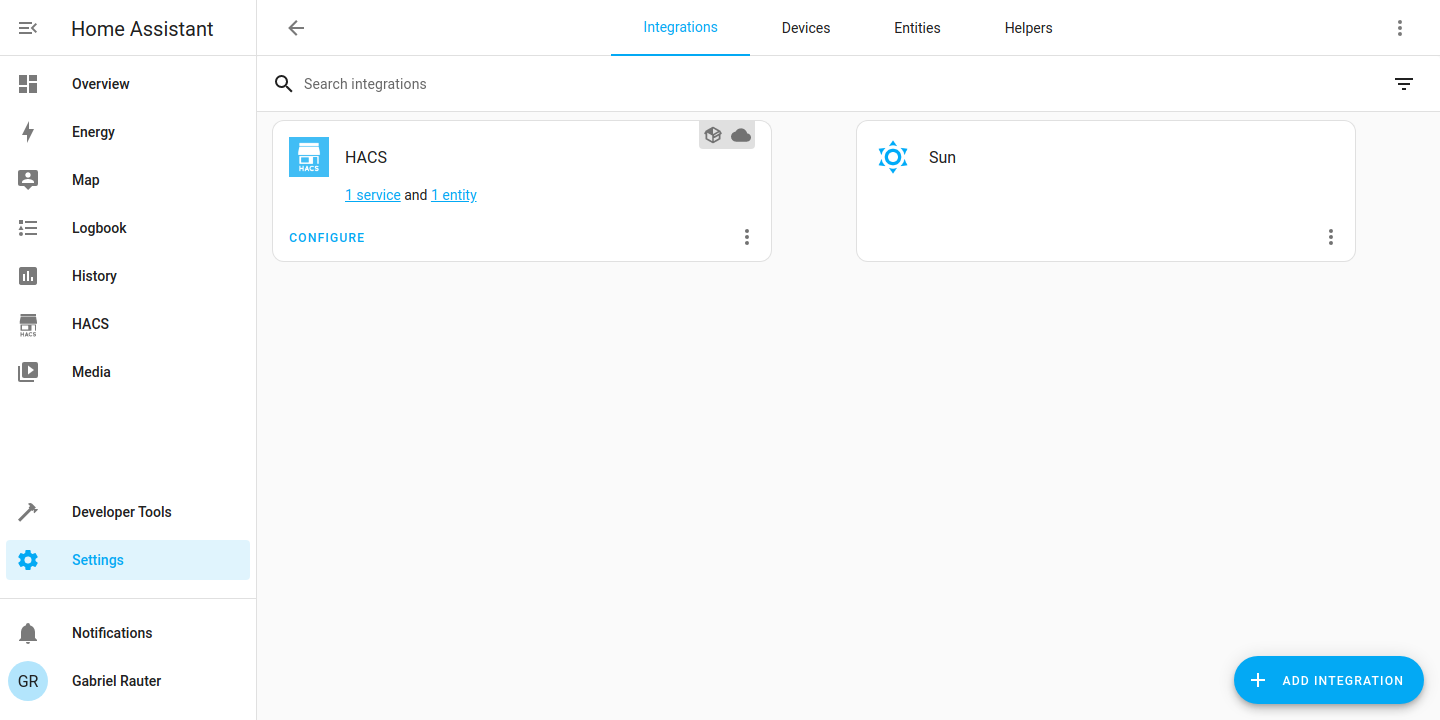 Home Assistant
Integrations
Devices
Entities
Helpers
Overview
Search integrations
Energy
Map
Logbook
History
HACS
Media
HACS
HACS
1 service and 1 entity
CONFIGURE
Sun
HACS
Developer Tools
Settings
Notifications
GR
Gabriel Rauter
ADD INTEGRATION